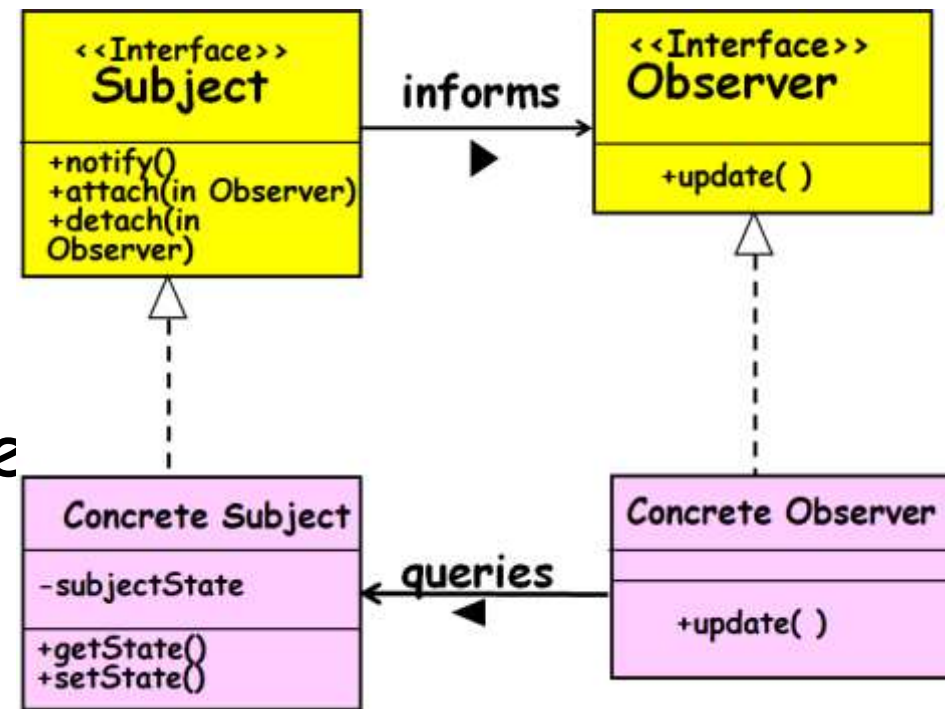 <<Interface>>
Subject
+notify()
+attach(in Observer)
+detach(in
Observer)
informs
<<Interface>>
Observer
+update( )
e
Concrete Subject
-subjectState
+getState()
+setState()
queries
Concrete Observer
+update( )